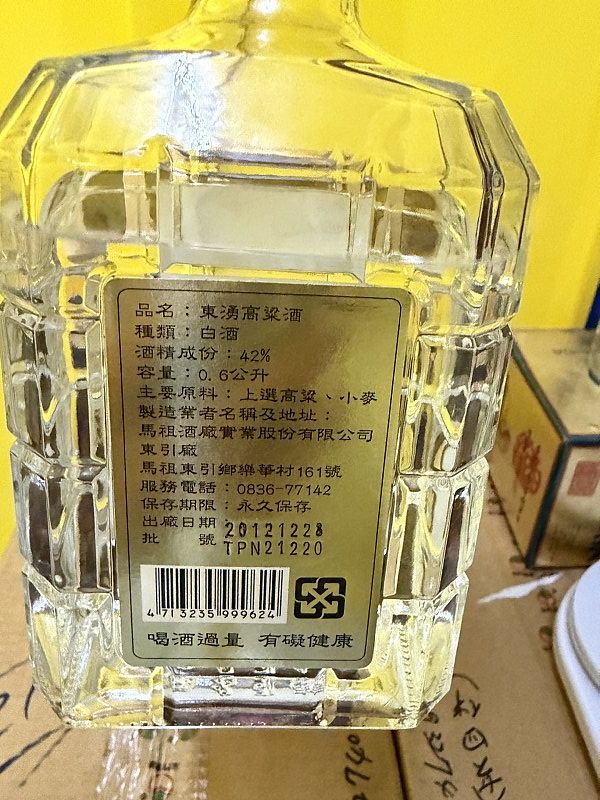 品名：東湧高粱酒
種類：白酒
酒精成份：42%
容量：0.6公升
主要原料：上選高粱、小麥
製造業者名稱及地址：
馬祖酒廠實業股份有限公司
東引廠
馬祖東引鄉樂華村161號
服務電話：0836-77142
保存期限：永久保存
出廠日期 20121228
批　　號 TPN21220
4 713235 999624
喝酒過量 有礙健康